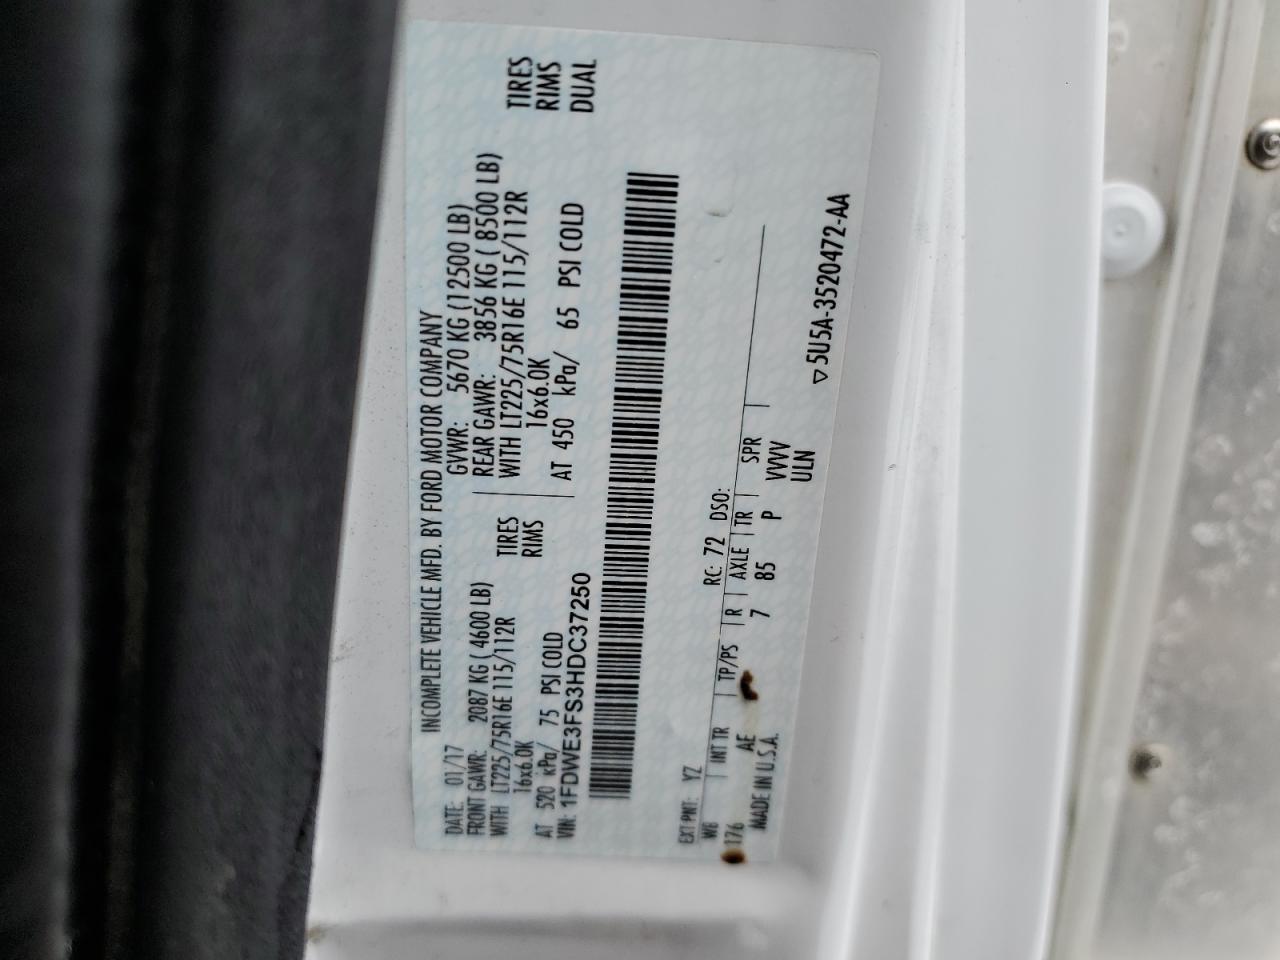 INCOMPLETE VEHICLE MFD. BY FORD MOTOR COMPANY
DATE: 01/17 GVWR: 5670 KG (12500 LB)
FRONT GAWR: 2087 KG ( 4600 LB) REAR GAWR: 3856 KG ( 8500 LB)
WITH LT225/75R16E 115/112R TIRES WITH LT225/75R16E 115/112R TIRES
16x6.0K RIMS 16x6.0K RIMS
AT 520 kPa/ 75 PSI COLD AT 450 kPa/ 65 PSI COLD DUAL
VIN: 1FDWE3FS3HDC37250
EXT PNT: YZ RC: 72 DSO:
WB INT TR TP/PS R AXLE TR SPR
176 AE 7 85 P VVVV
MADE IN U.S.A. ULN
▽5U5A-3520472-AA